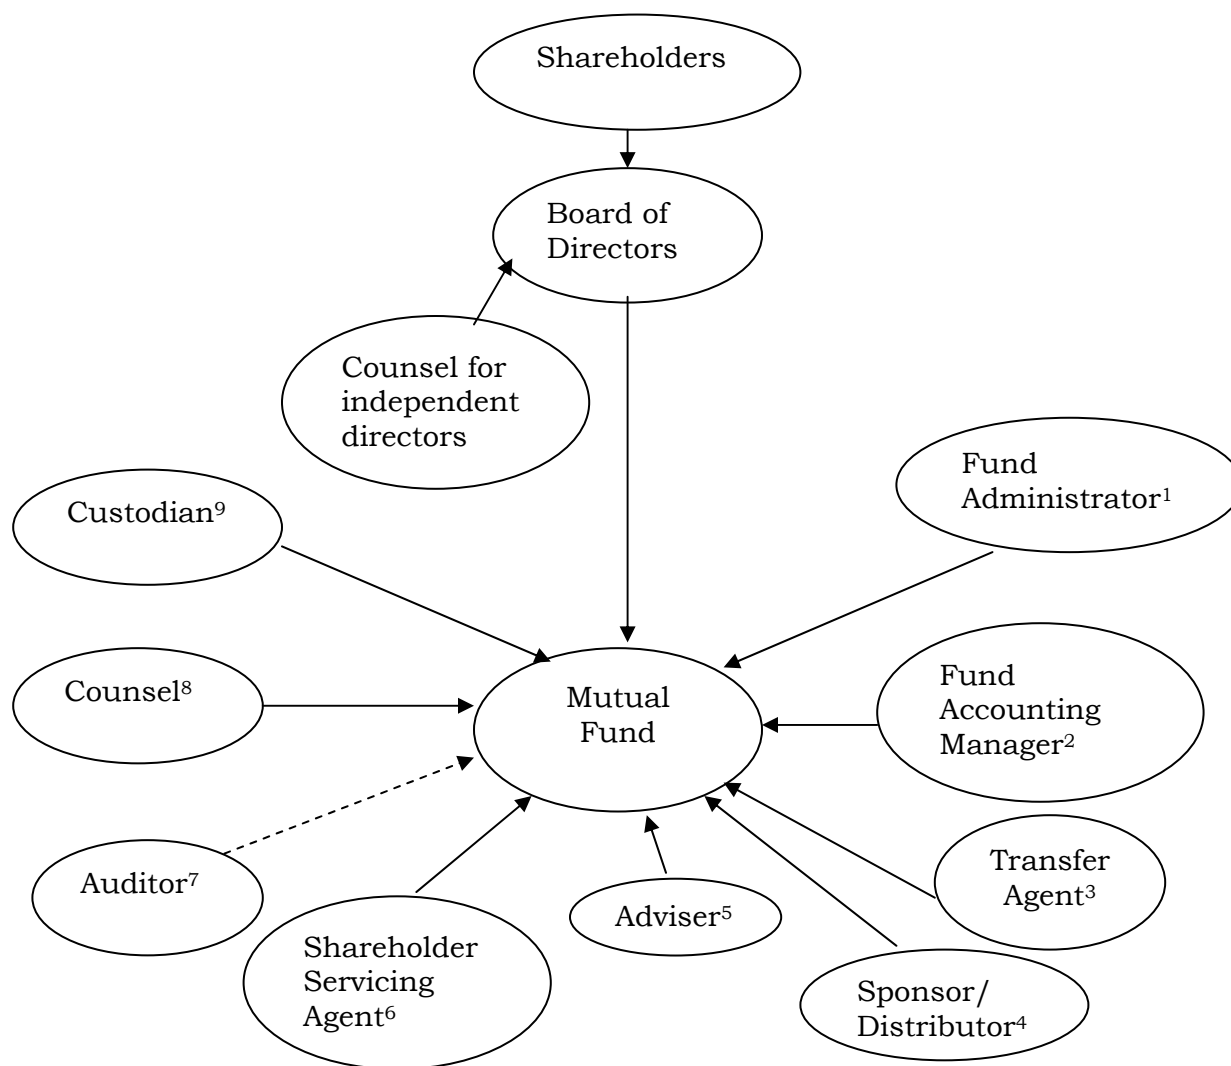 Shareholders
Board of
Directors
Counsel for
independent
directors
Fund
Administrator¹
Custodian⁹
Counsel⁸
Mutual
Fund
Fund
Accounting
Manager²
Auditor⁷
Shareholder
Servicing
Agent⁶
Adviser⁵
Transfer
Agent³
Sponsor/
Distributor⁴